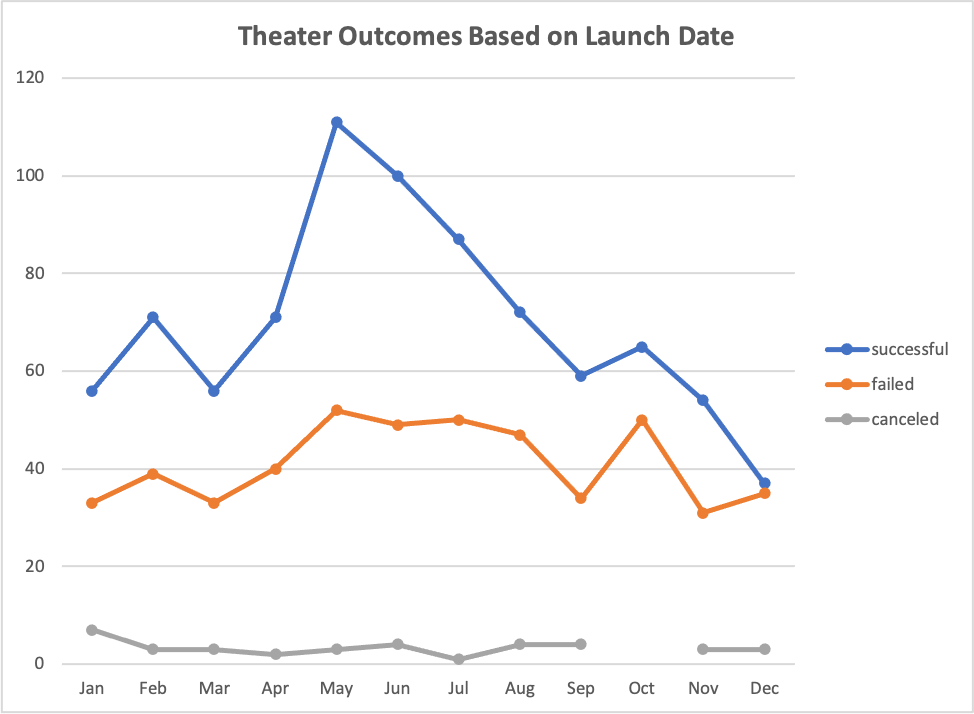 Theater Outcomes Based on Launch Date
120
100
80
60
40
20
0
Jan Feb Mar Apr May Jun Jul Aug Sep Oct Nov Dec
successful
failed
canceled